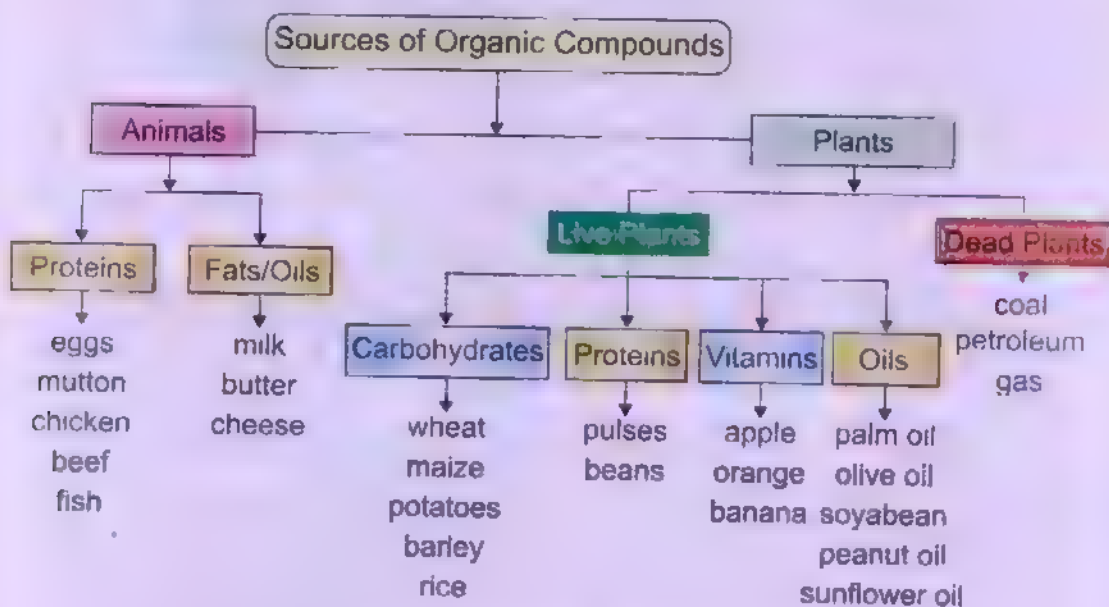 Sources of Organic Compounds
Animals
Plants
Live Plants
Dead Plants
Proteins
Fats/Oils
eggs
mutton
chicken
beef
fish
milk
butter
cheese
Carbohydrates
Proteins
Vitamins
Oils
wheat
maize
potatoes
barley
rice
pulses
beans
apple
orange
banana
palm oil
olive oil
soyabean
peanut oil
sunflower oil
coal
petroleum
gas